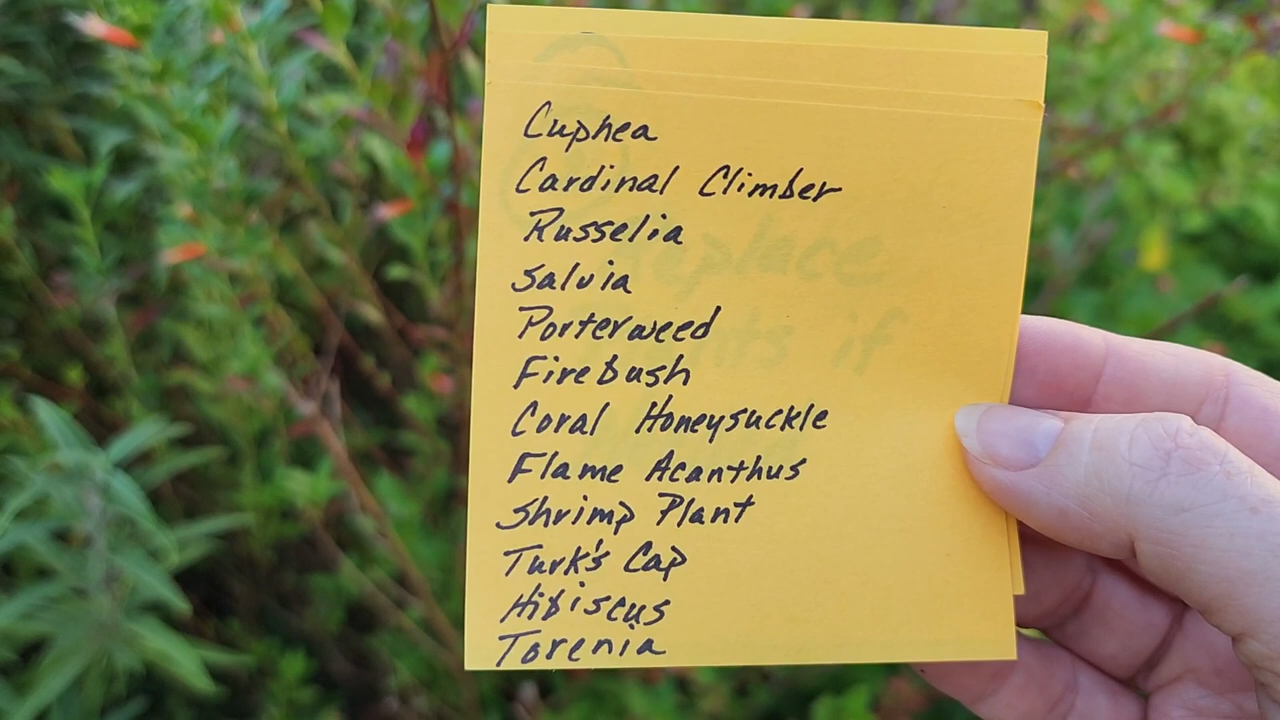 Cuphea
Cardinal Climber
Russelia
Salvia
Porterweed
Firebush
Coral Honeysuckle
Flame Acanthus
Shrimp Plant
Turk's Cap
Hibiscus
Torenia